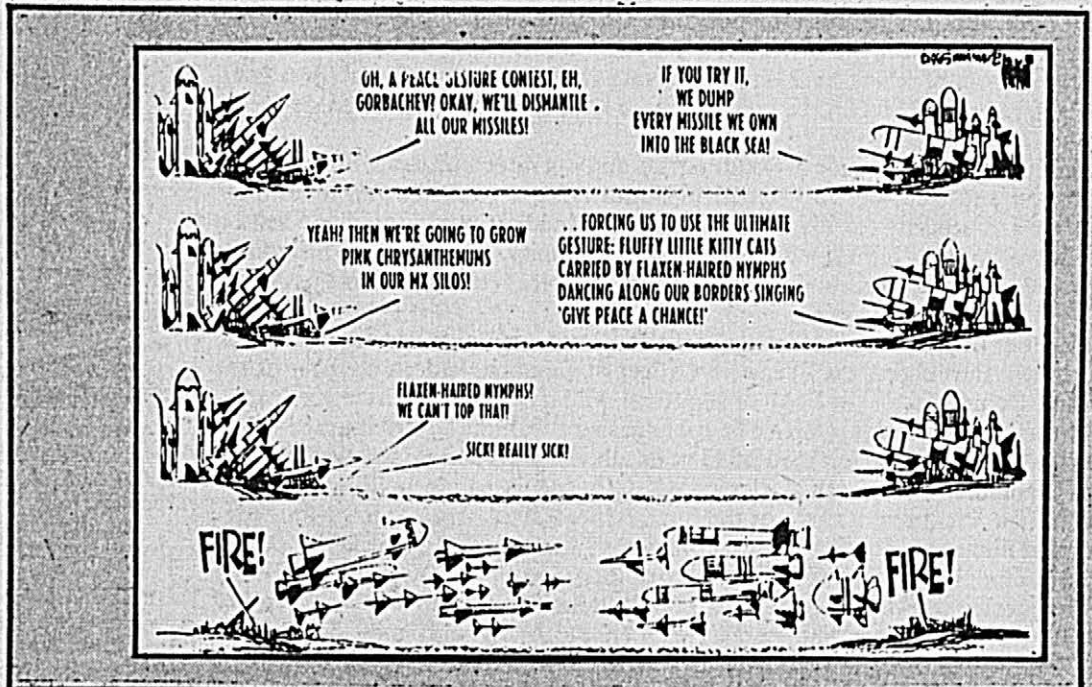 OH, A PEACE GESTURE CONTEST, EH,
GORBACHEV? OKAY, WE'LL DISMANTLE
ALL OUR MISSILES!
IF YOU TRY IT,
WE DUMP
EVERY MISSILE WE OWN
INTO THE BLACK SEA!
YEAH? THEN WE'RE GOING TO GROW
PINK CHRYSANTHEMUMS
IN OUR MX SILOS!
. . FORCING US TO USE THE ULTIMATE
GESTURE: FLUFFY LITTLE KITTY CATS
CARRIED BY FLAXEN-HAIRED NYMPHS
DANCING ALONG OUR BORDERS SINGING
'GIVE PEACE A CHANCE!'
FLAXEN-HAIRED NYMPHS?
WE CAN'T TOP THAT!
SICK! REALLY SICK!
FIRE!
FIRE!